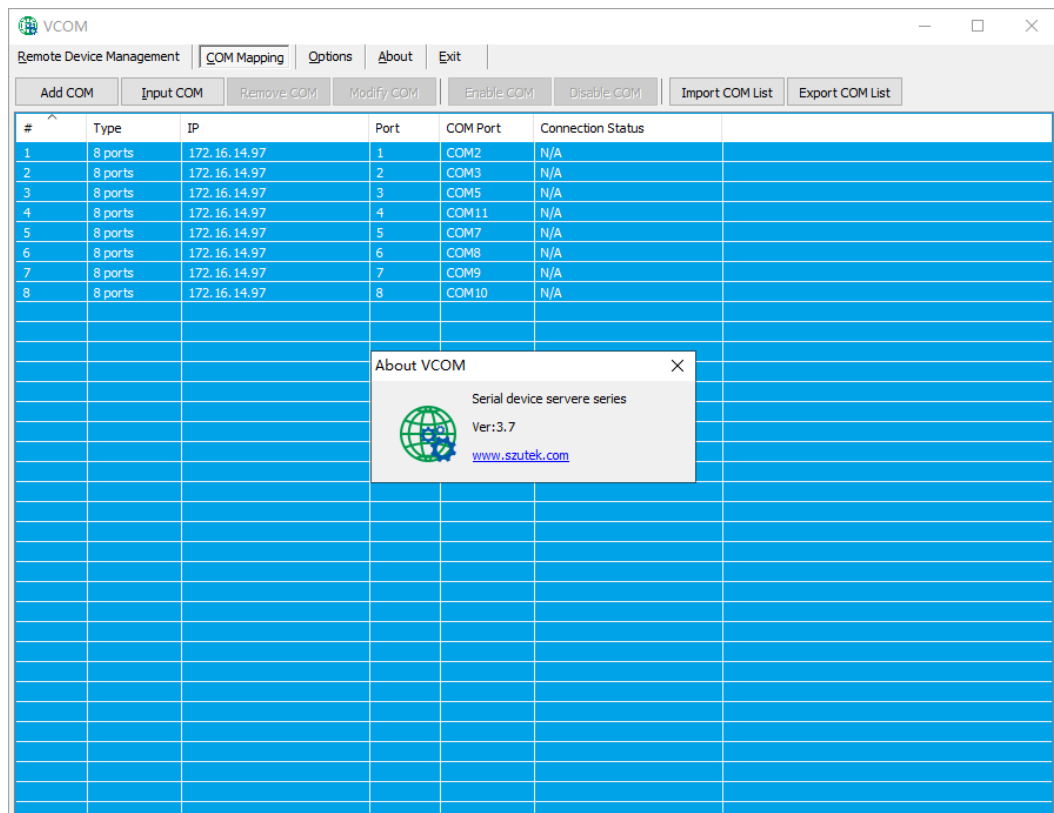 VCOM
Remote Device Management COM Mapping Options About Exit
Add COM Input COM Remove COM Modify COM Enable COM Disable COM Import COM List Export COM List
# Type IP Port COM Port Connection Status
1 8 ports 172.16.14.97 1 COM2 N/A
2 8 ports 172.16.14.97 2 COM3 N/A
3 8 ports 172.16.14.97 3 COM5 N/A
4 8 ports 172.16.14.97 4 COM11 N/A
5 8 ports 172.16.14.97 5 COM7 N/A
6 8 ports 172.16.14.97 6 COM8 N/A
7 8 ports 172.16.14.97 7 COM9 N/A
8 8 ports 172.16.14.97 8 COM10 N/A
About VCOM
Serial device servere series
Ver:3.7
www.szutek.com